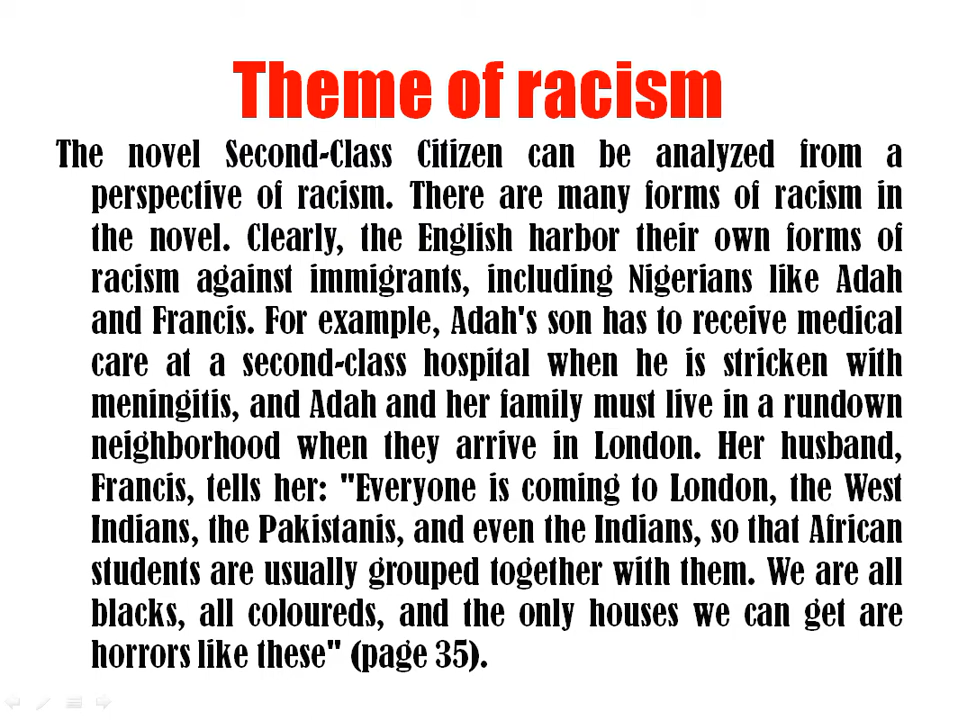 Theme of racism
The novel Second-Class Citizen can be analyzed from a
perspective of racism. There are many forms of racism in
the novel. Clearly, the English harbor their own forms of
racism against immigrants, including Nigerians like Adah
and Francis. For example, Adah's son has to receive medical
care at a second-class hospital when he is stricken with
meningitis, and Adah and her family must live in a rundown
neighborhood when they arrive in London. Her husband,
Francis, tells her: "Everyone is coming to London, the West
Indians, the Pakistanis, and even the Indians, so that African
students are usually grouped together with them. We are all
blacks, all coloureds, and the only houses we can get are
horrors like these" (page 35).